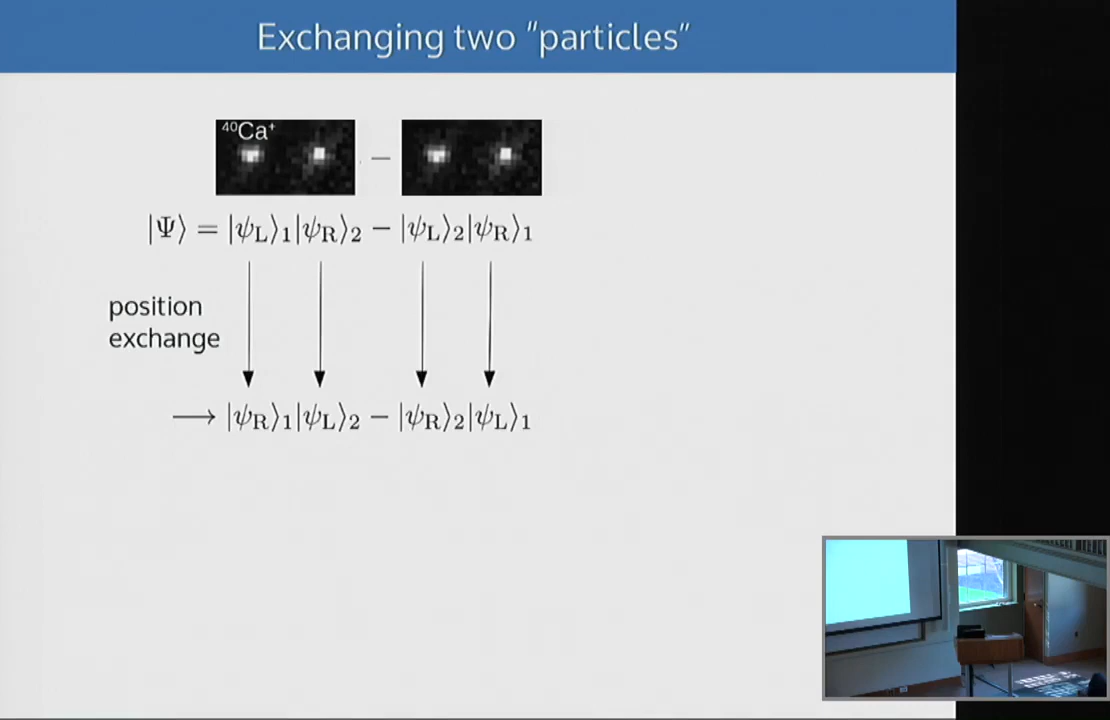 Exchanging two "particles"
⁴⁰Ca⁺
−
|Ψ⟩ = |ψ_L⟩₁|ψ_R⟩₂ − |ψ_L⟩₂|ψ_R⟩₁
position
exchange
⟶ |ψ_R⟩₁|ψ_L⟩₂ − |ψ_R⟩₂|ψ_L⟩₁